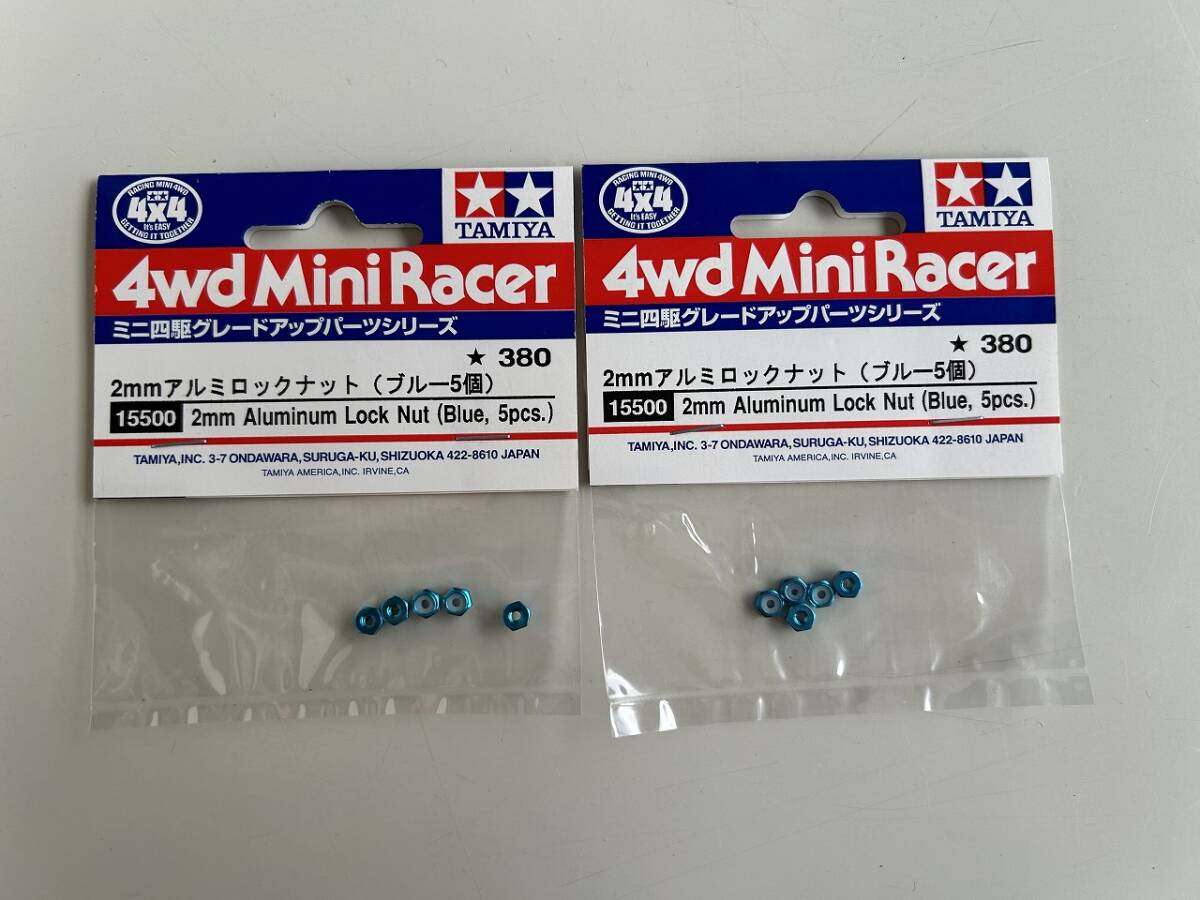 RACING MINI 4WD
4x4
It's EASY
GETTING IT TOGETHER
TAMIYA
4wd Mini Racer
ミニ四駆グレードアップパーツシリーズ
★ 380
2mmアルミロックナット（ブルー5個）
15500 2mm Aluminum Lock Nut (Blue, 5pcs.)
TAMIYA,INC. 3-7 ONDAWARA,SURUGA-KU,SHIZUOKA 422-8610 JAPAN
TAMIYA AMERICA,INC. IRVINE,CA
RACING MINI 4WD
4x4
It's EASY
GETTING IT TOGETHER
TAMIYA
4wd Mini Racer
ミニ四駆グレードアップパーツシリーズ
★ 380
2mmアルミロックナット（ブルー5個）
15500 2mm Aluminum Lock Nut (Blue, 5pcs.)
TAMIYA,INC. 3-7 ONDAWARA,SURUGA-KU,SHIZUOKA 422-8610 JAPAN
TAMIYA AMERICA,INC. IRVINE,CA